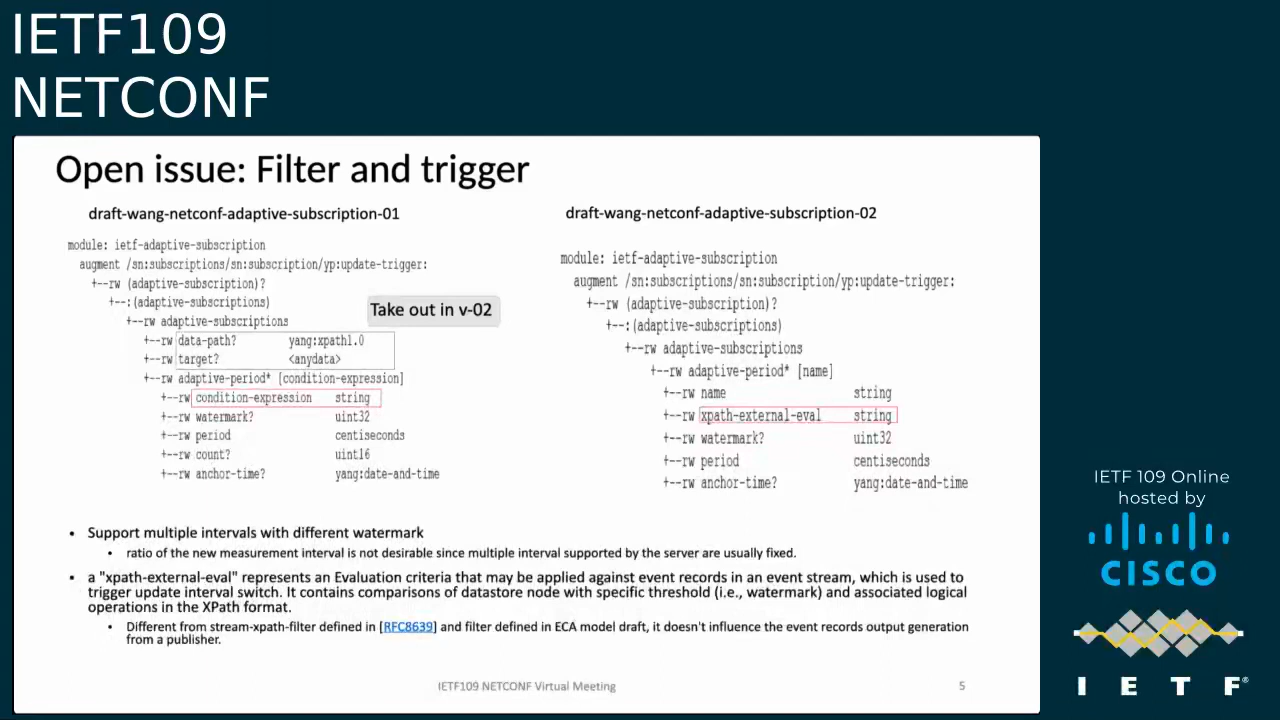 IETF109
NETCONF
Open issue: Filter and trigger
draft-wang-netconf-adaptive-subscription-01
module: ietf-adaptive-subscription
augment /sn:subscriptions/sn:subscription/yp:update-trigger:
+--rw (adaptive-subscription)?
+--:(adaptive-subscriptions)
+--rw adaptive-subscriptions
+--rw data-path? yang:xpath1.0
+--rw target? <anydata>
+--rw adaptive-period* [condition-expression]
+--rw condition-expression string
+--rw watermark? uint32
+--rw period centiseconds
+--rw count? uint16
+--rw anchor-time? yang:date-and-time
Take out in v-02
draft-wang-netconf-adaptive-subscription-02
module: ietf-adaptive-subscription
augment /sn:subscriptions/sn:subscription/yp:update-trigger:
+--rw (adaptive-subscription)?
+--:(adaptive-subscriptions)
+--rw adaptive-subscriptions
+--rw adaptive-period* [name]
+--rw name string
+--rw xpath-external-eval string
+--rw watermark? uint32
+--rw period centiseconds
+--rw anchor-time? yang:date-and-time
• Support multiple intervals with different watermark
• ratio of the new measurement interval is not desirable since multiple interval supported by the server are usually fixed.
• a "xpath-external-eval" represents an Evaluation criteria that may be applied against event records in an event stream, which is used to
trigger update interval switch. It contains comparisons of datastore node with specific threshold (i.e., watermark) and associated logical
operations in the XPath format.
• Different from stream-xpath-filter defined in [RFC8639] and filter defined in ECA model draft, it doesn't influence the event records output generation
from a publisher.
IETF109 NETCONF Virtual Meeting
5
IETF 109 Online
hosted by
CISCO
I E T F®